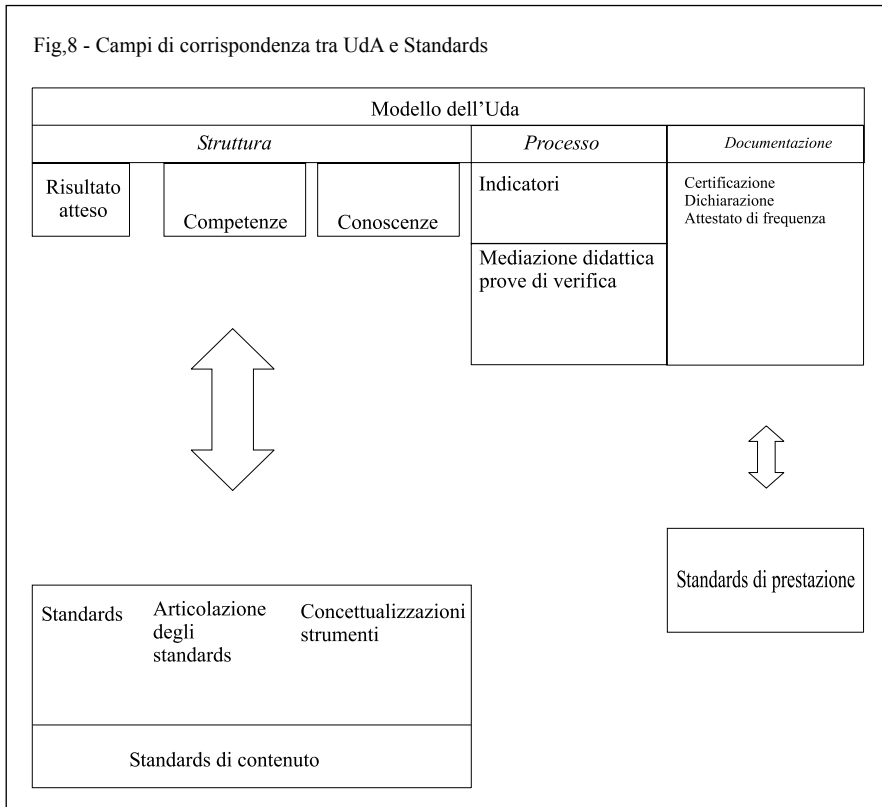 Fig,8 - Campi di corrispondenza tra UdA e Standards
Modello dell'Uda
Struttura
Processo
Documentazione
Risultato
atteso
Competenze
Conoscenze
Indicatori
Mediazione didattica
prove di verifica
Certificazione
Dichiarazione
Attestato di frequenza
Standards di prestazione
Standards
Articolazione
degli
standards
Concettualizzazioni
strumenti
Standards di contenuto